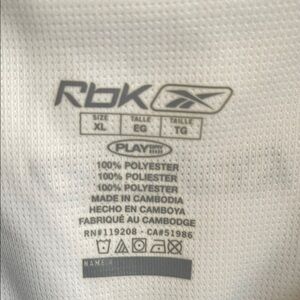 Rbk
SIZE TALLE TAILLE
XL EG TG
PLAY DRY
100% POLYESTER
100% POLIESTER
100% POLYESTER
MADE IN CAMBODIA
HECHO EN CAMBOYA
FABRIQUÉ AU CAMBODGE
RN#119208 - CA#51986
NAME: